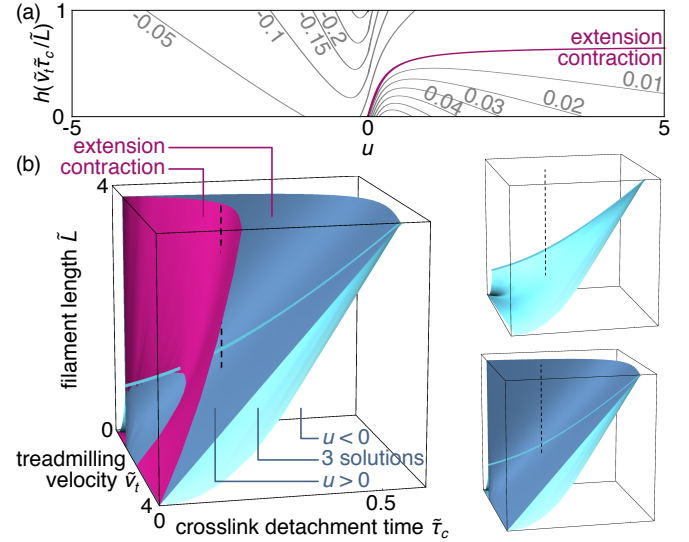 (a)
1
h(ṽₜτ̃_c/L̃)
0
-0.05
-0.1
-0.15
-0.2
extension
contraction
0.01
0.02
0.03
0.04
-5
0
5
u
(b)
extension
contraction
4
filament length L̃
0
treadmilling
velocity ṽₜ
4
0
0.5
crosslink detachment time τ̃_c
u < 0
3 solutions
u > 0